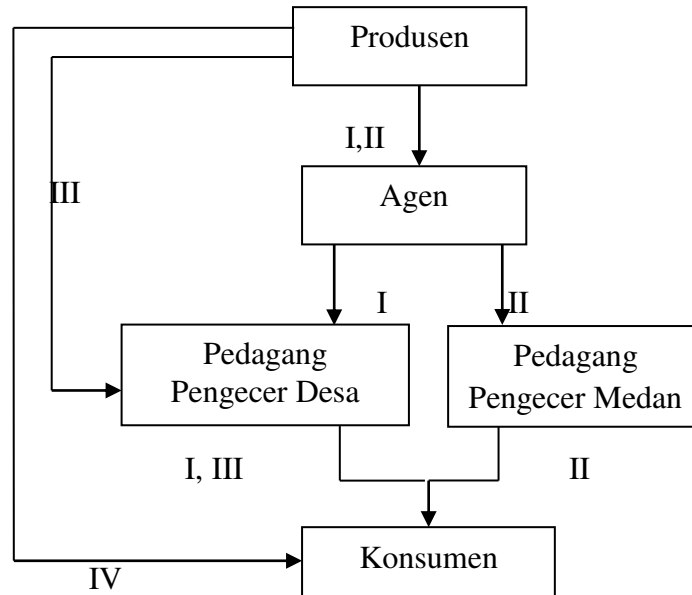 Produsen
I,II
III
Agen
I
II
Pedagang
Pengecer Desa
Pedagang
Pengecer Medan
I, III
II
Konsumen
IV